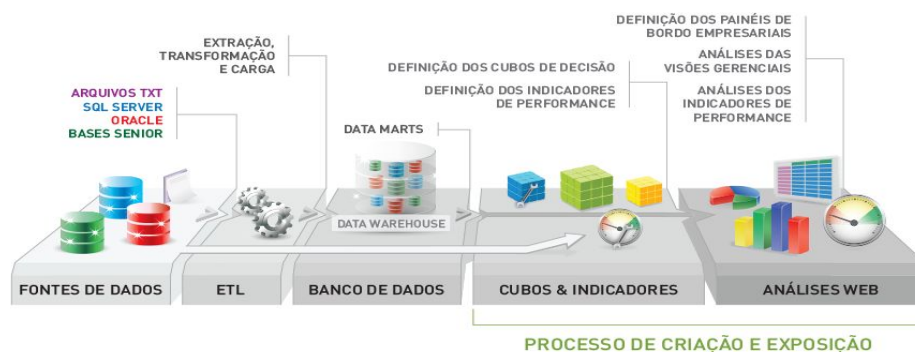 DEFINIÇÃO DOS PAINÉIS DE
BORDO EMPRESARIAIS
ANÁLISES DAS
VISÕES GERENCIAIS
ANÁLISES DOS
INDICADORES DE
PERFORMANCE
EXTRAÇÃO,
TRANSFORMAÇÃO
E CARGA
DEFINIÇÃO DOS CUBOS DE DECISÃO
DEFINIÇÃO DOS INDICADORES
DE PERFORMANCE
ARQUIVOS TXT
SQL SERVER
ORACLE
BASES SENIOR
DATA MARTS
DATA WAREHOUSE
FONTES DE DADOS
ETL
BANCO DE DADOS
CUBOS & INDICADORES
ANÁLISES WEB
PROCESSO DE CRIAÇÃO E EXPOSIÇÃO